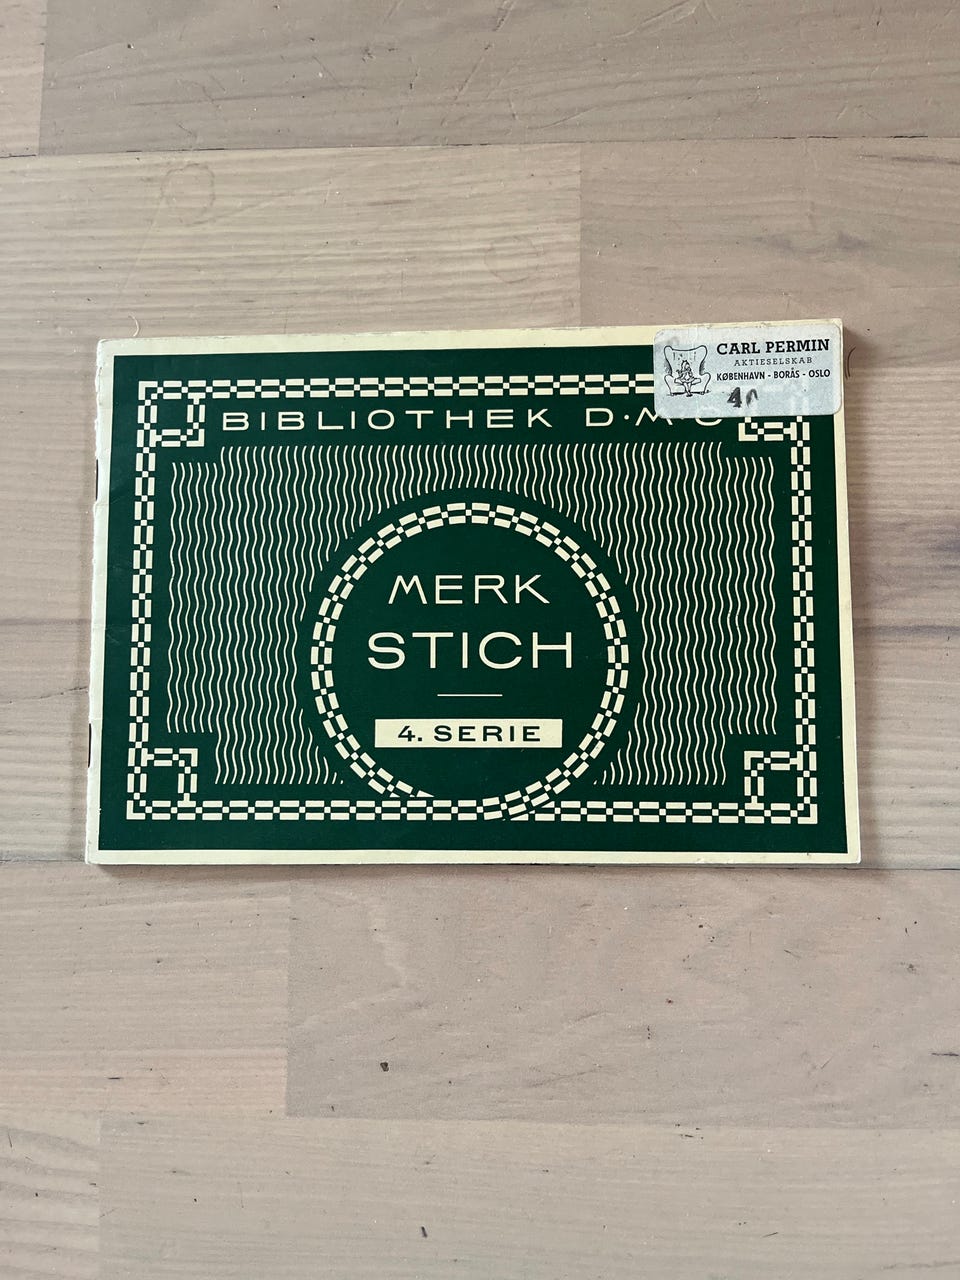 CARL PERMIN
AKTIESELSKAB
KØBENHAVN - BORÅS - OSLO
40
BIBLIOTHEK D·M·C
MERK
STICH
4. SERIE